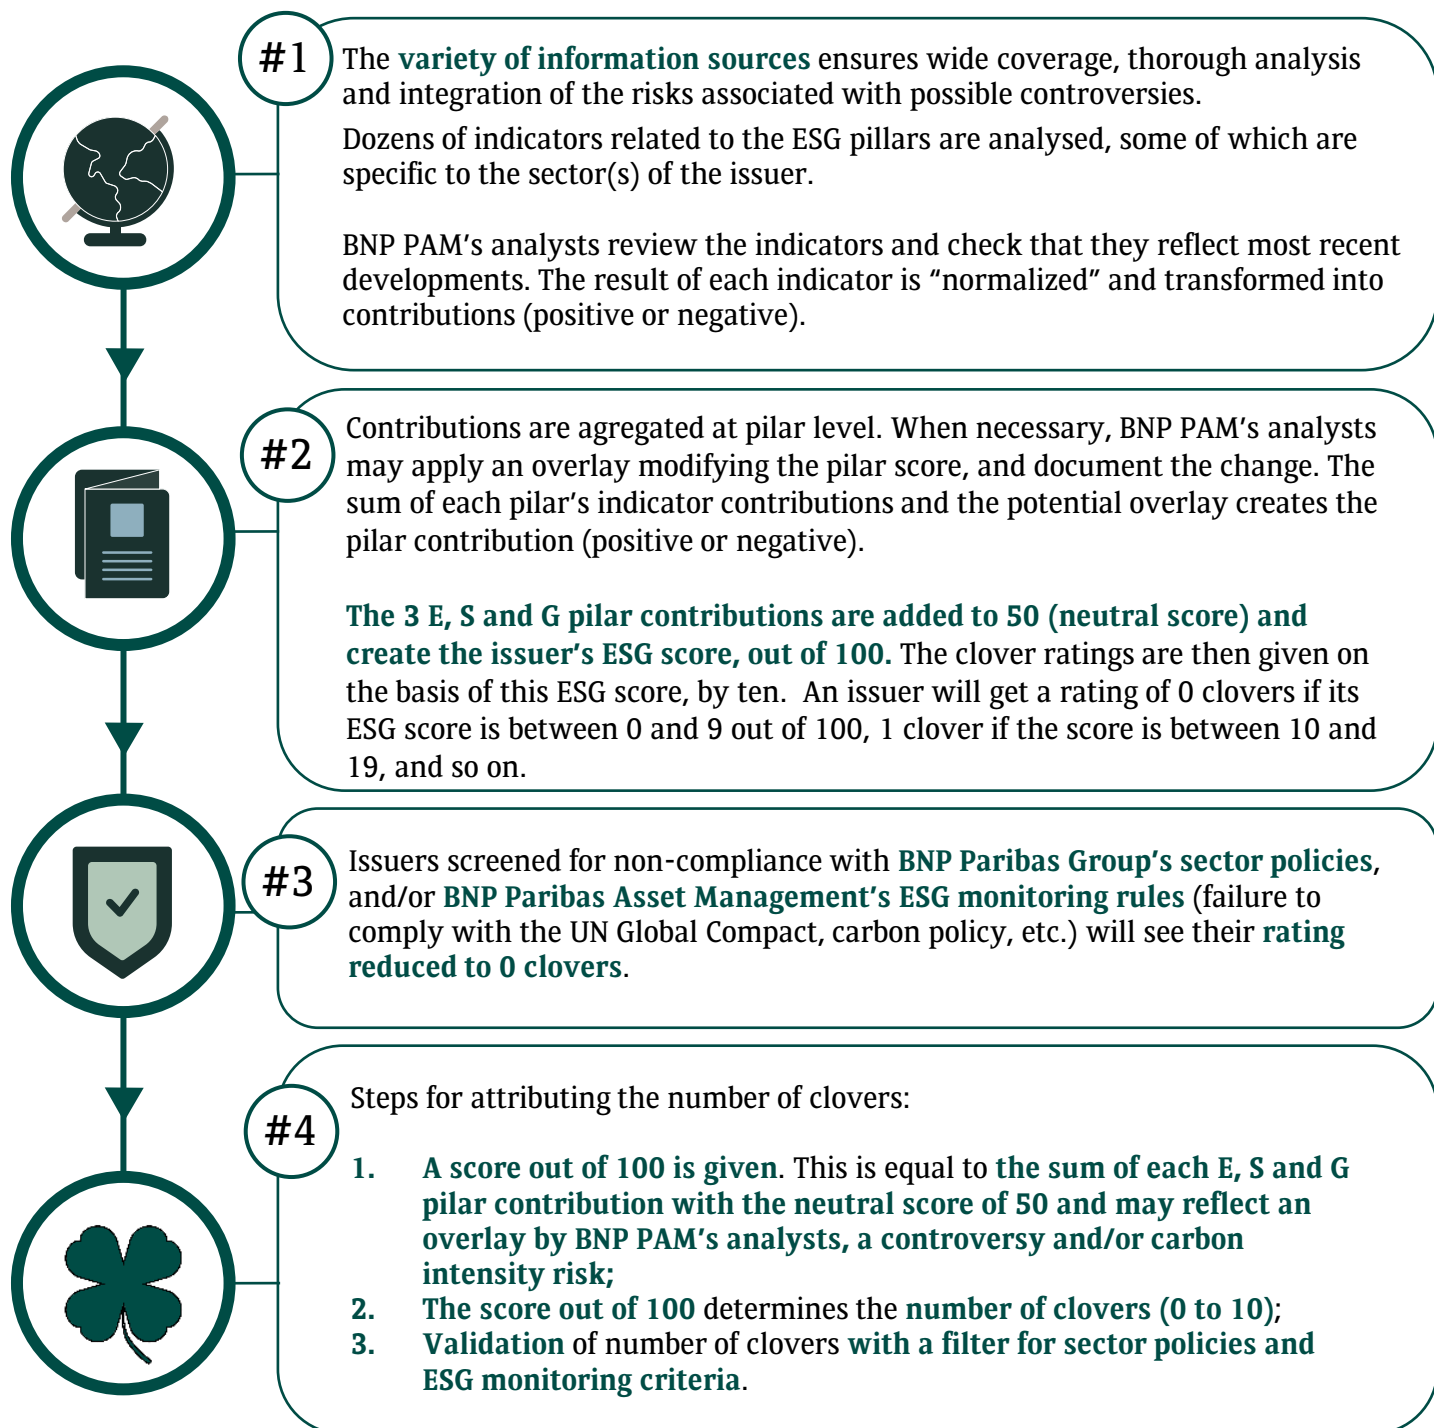 #1
The variety of information sources ensures wide coverage, thorough analysis
and integration of the risks associated with possible controversies.
Dozens of indicators related to the ESG pillars are analysed, some of which are
specific to the sector(s) of the issuer.
BNP PAM’s analysts review the indicators and check that they reflect most recent
developments. The result of each indicator is “normalized” and transformed into
contributions (positive or negative).
#2
Contributions are agregated at pilar level. When necessary, BNP PAM’s analysts
may apply an overlay modifying the pilar score, and document the change. The
sum of each pilar’s indicator contributions and the potential overlay creates the
pilar contribution (positive or negative).
The 3 E, S and G pilar contributions are added to 50 (neutral score) and
create the issuer’s ESG score, out of 100. The clover ratings are then given on
the basis of this ESG score, by ten. An issuer will get a rating of 0 clovers if its
ESG score is between 0 and 9 out of 100, 1 clover if the score is between 10 and
19, and so on.
#3
Issuers screened for non-compliance with BNP Paribas Group’s sector policies,
and/or BNP Paribas Asset Management’s ESG monitoring rules (failure to
comply with the UN Global Compact, carbon policy, etc.) will see their rating
reduced to 0 clovers.
#4
Steps for attributing the number of clovers:
1. A score out of 100 is given. This is equal to the sum of each E, S and G
pilar contribution with the neutral score of 50 and may reflect an
overlay by BNP PAM’s analysts, a controversy and/or carbon
intensity risk;
2. The score out of 100 determines the number of clovers (0 to 10);
3. Validation of number of clovers with a filter for sector policies and
ESG monitoring criteria.